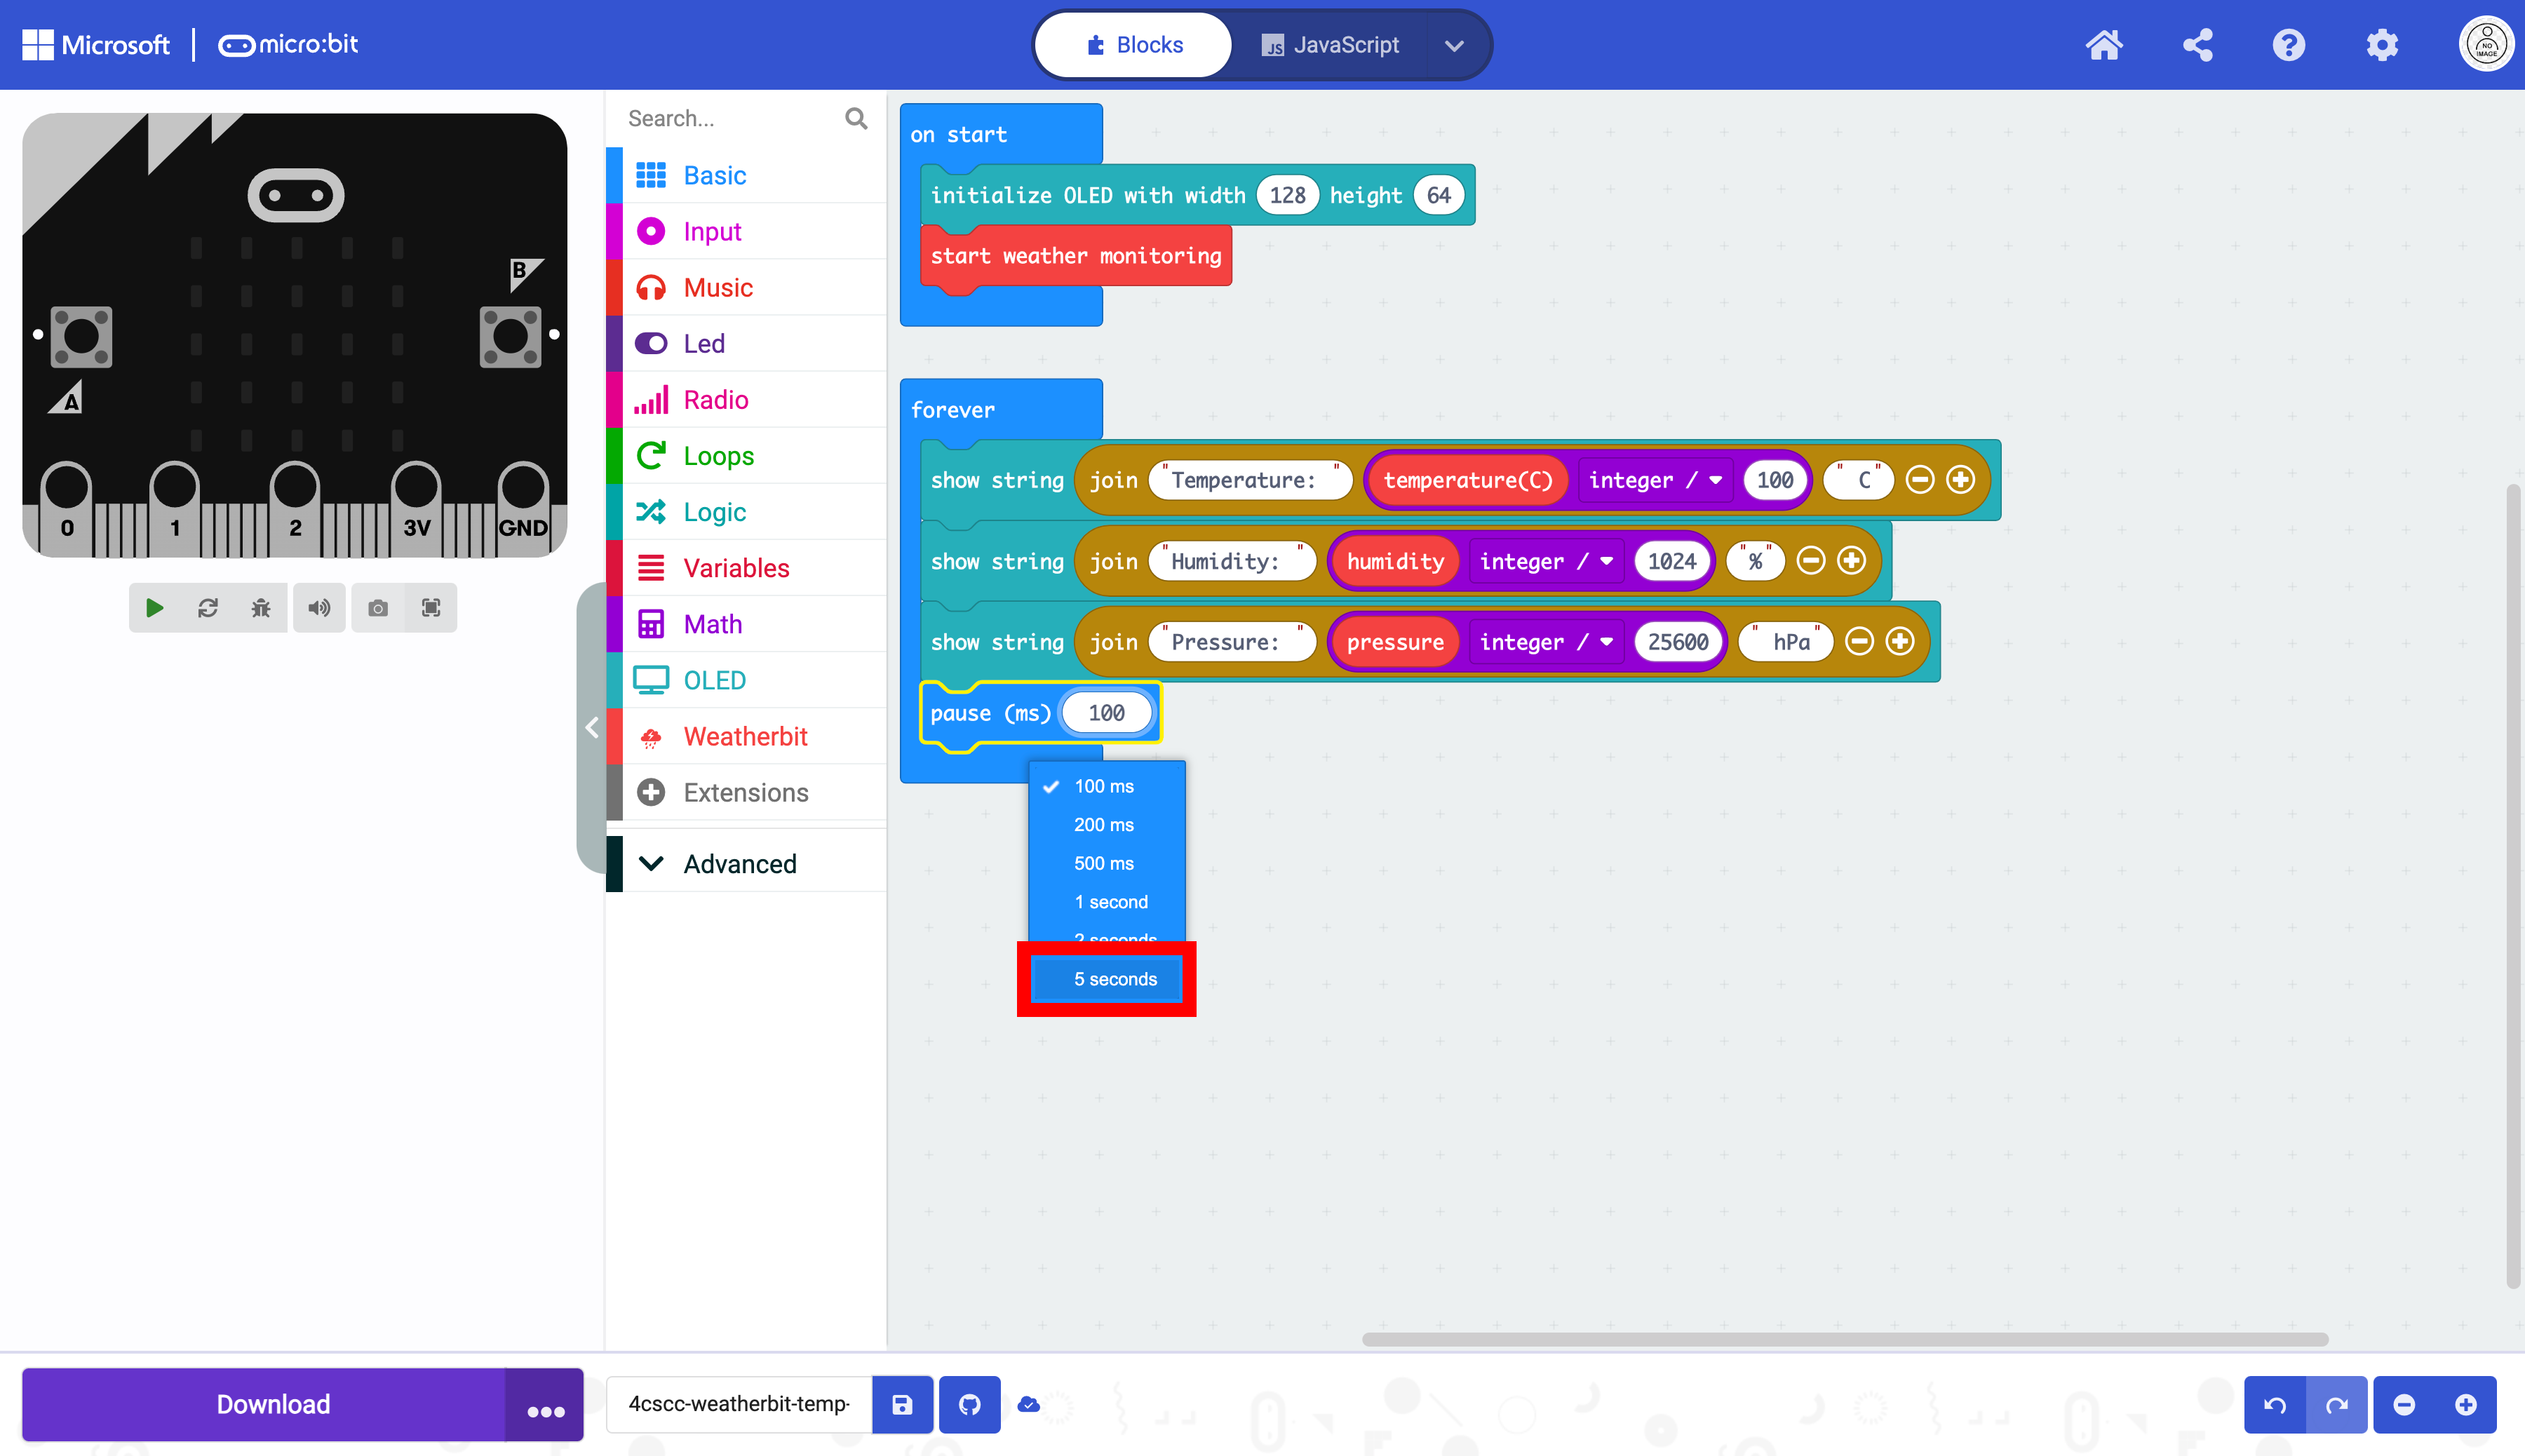 Microsoft | micro:bit
Blocks
JavaScript
NO
IMAGE
B
A
0 1 2 3V GND
Search...
Basic
Input
Music
Led
Radio
Loops
Logic
Variables
Math
OLED
Weatherbit
Extensions
Advanced
on start
initialize OLED with width 128 height 64
start weather monitoring
forever
show string join "Temperature: " temperature(C) integer / 100 " C"
show string join "Humidity: " humidity integer / 1024 "%"
show string join "Pressure: " pressure integer / 25600 " hPa"
pause (ms) 100
100 ms
200 ms
500 ms
1 second
2 seconds
5 seconds
Download
4cscc-weatherbit-temp-